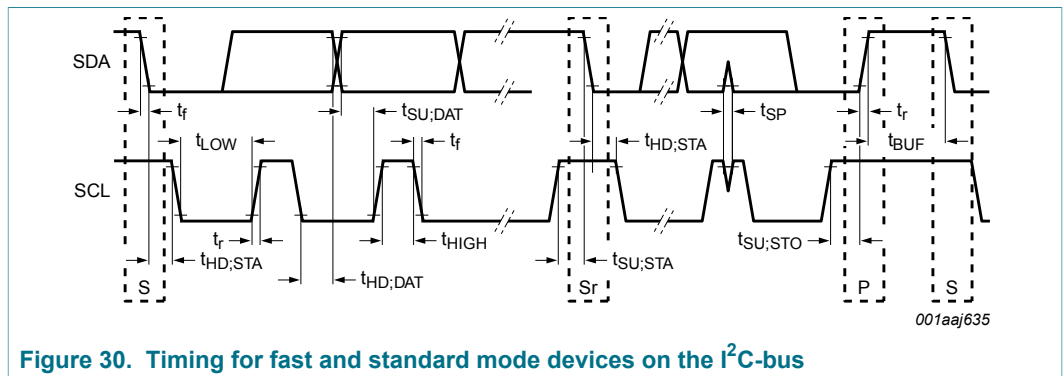 SDA
t_f
t_SU;DAT
t_SP
t_r
t_LOW
t_f
t_HD;STA
t_BUF
SCL
t_r
t_HIGH
t_SU;STO
t_HD;STA
t_HD;DAT
t_SU;STA
S
Sr
P
S
001aaj635
Figure 30. Timing for fast and standard mode devices on the I²C-bus